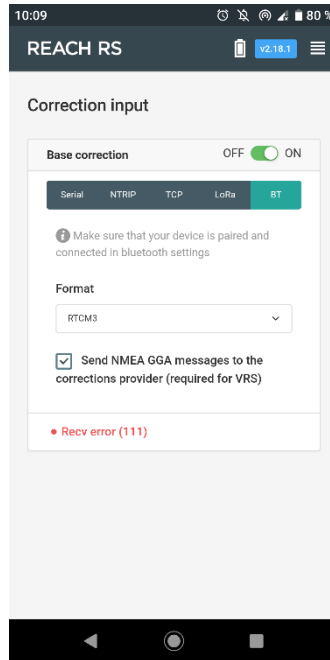 10:09
80 %
REACH RS
v2.18.1
Correction input
Base correction OFF ON
Serial NTRIP TCP LoRa BT
Make sure that your device is paired and
connected in bluetooth settings
Format
RTCM3
Send NMEA GGA messages to the
corrections provider (required for VRS)
Recv error (111)